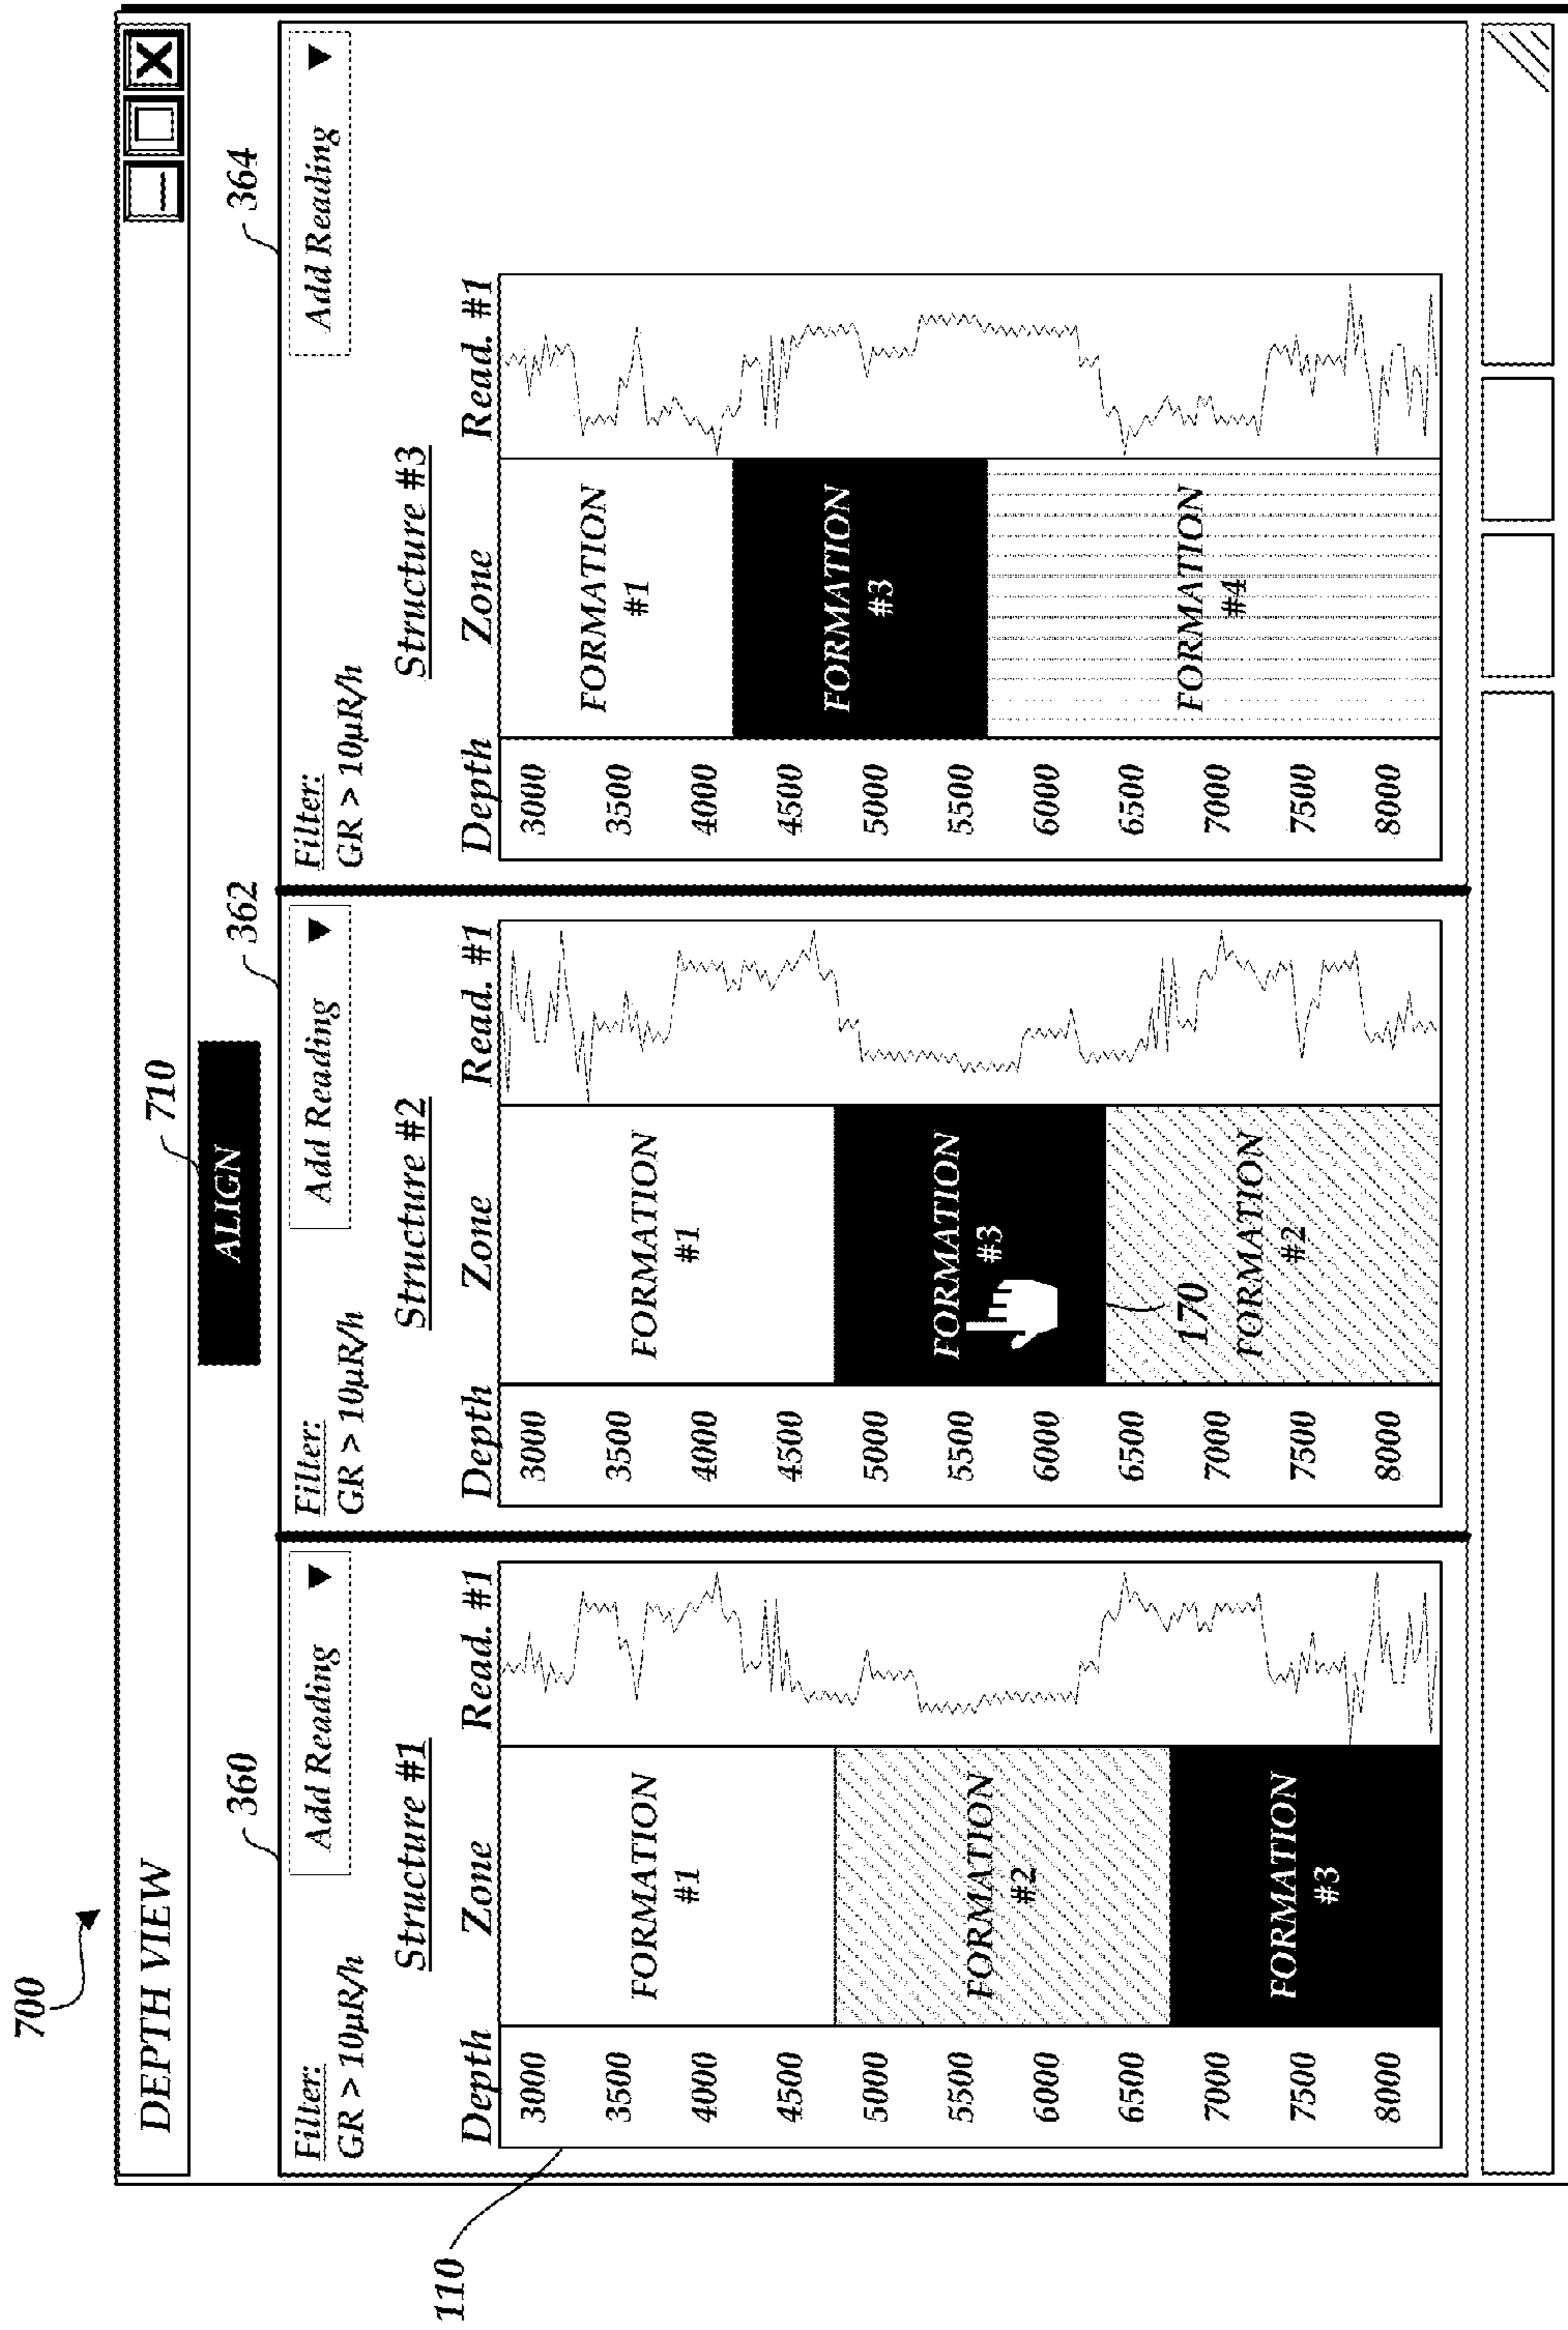 700
DEPTH VIEW
710
ALIGN
360
362
364
110
Filter:
GR > 10µR/h
Add Reading
Structure #1
Depth Zone Read. #1
3000
3500
4000
4500
5000
5500
6000
6500
7000
7500
8000
FORMATION
#1
FORMATION
#2
FORMATION
#3
Filter:
GR > 10µR/h
Add Reading
Structure #2
Depth Zone Read. #1
3000
3500
4000
4500
5000
5500
6000
6500
7000
7500
8000
FORMATION
#1
FORMATION
#3
170
FORMATION
#2
Filter:
GR > 10µR/h
Add Reading
Structure #3
Depth Zone Read. #1
3000
3500
4000
4500
5000
5500
6000
6500
7000
7500
8000
FORMATION
#1
FORMATION
#3
FORMATION
#4